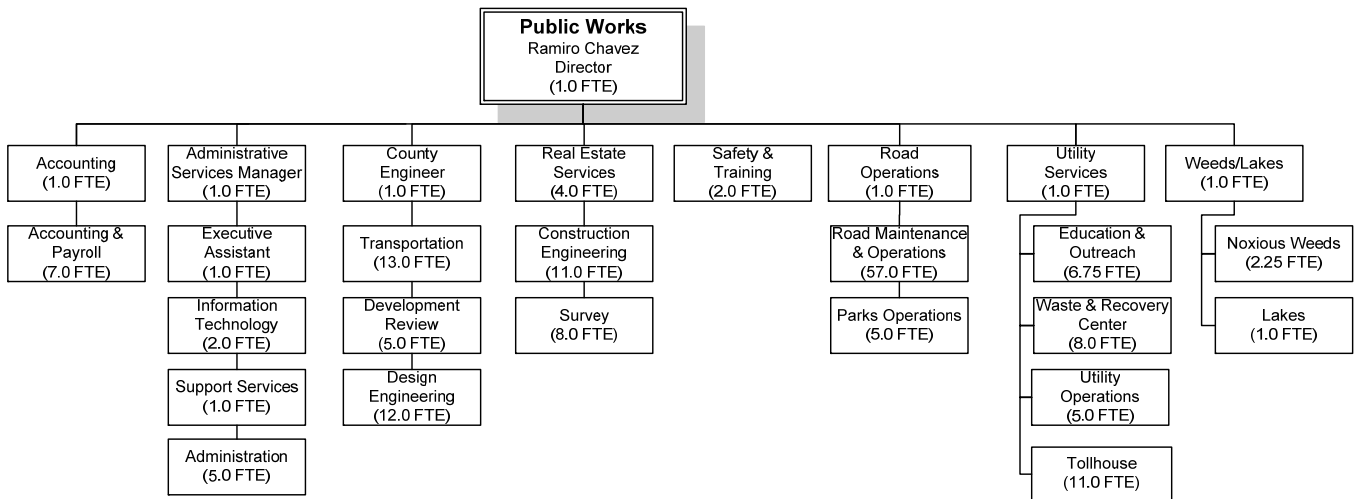 Public Works
Ramiro Chavez
Director
(1.0 FTE)
Accounting
(1.0 FTE)
Accounting &
Payroll
(7.0 FTE)
Administrative
Services Manager
(1.0 FTE)
Executive
Assistant
(1.0 FTE)
Information
Technology
(2.0 FTE)
Support Services
(1.0 FTE)
Administration
(5.0 FTE)
County
Engineer
(1.0 FTE)
Transportation
(13.0 FTE)
Development
Review
(5.0 FTE)
Design
Engineering
(12.0 FTE)
Real Estate
Services
(4.0 FTE)
Construction
Engineering
(11.0 FTE)
Survey
(8.0 FTE)
Safety &
Training
(2.0 FTE)
Road
Operations
(1.0 FTE)
Road Maintenance
& Operations
(57.0 FTE)
Parks Operations
(5.0 FTE)
Utility
Services
(1.0 FTE)
Education &
Outreach
(6.75 FTE)
Waste & Recovery
Center
(8.0 FTE)
Utility
Operations
(5.0 FTE)
Tollhouse
(11.0 FTE)
Weeds/Lakes
(1.0 FTE)
Noxious Weeds
(2.25 FTE)
Lakes
(1.0 FTE)